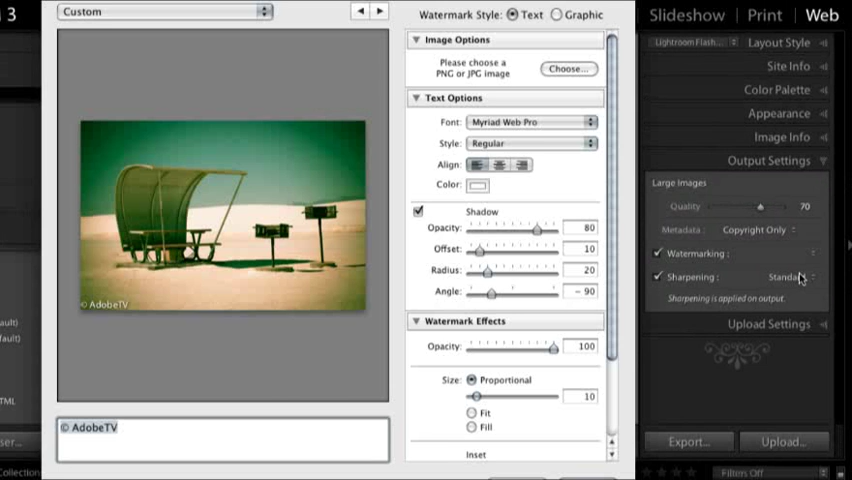 3
Custom
Watermark Style: Text Graphic
Image Options
Please choose a
PNG or JPG image
Choose...
Text Options
Font: Myriad Web Pro
Style: Regular
Align:
Color:
Shadow
Opacity: 80
Offset: 10
Radius: 20
Angle: - 90
Watermark Effects
Opacity: 100
Size: Proportional
10
Fit
Fill
Inset
© AdobeTV
© AdobeTV
Slideshow Print Web
Lightroom Flash... Layout Style
Site Info
Color Palette
Appearance
Image Info
Output Settings
Large Images
Quality 70
Metadata: Copyright Only
Watermarking :
Sharpening :
Sharpening is applied on output.
Upload Settings
Export... Upload...
Filters Off